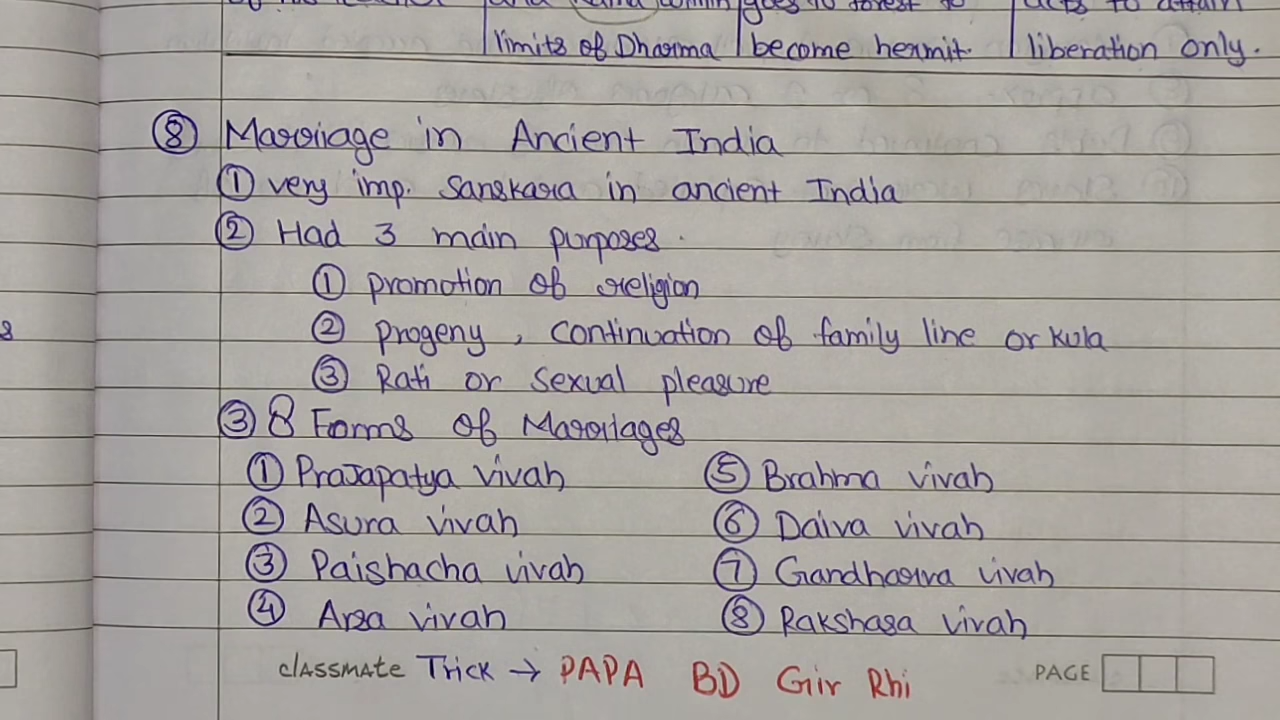 limits of Dharma become hermit. liberation only.
⑧ Marriage in Ancient India
① very imp. Sanskara in ancient India
② Had 3 main purposes.
① promotion of religion
② Progeny, continuation of family line or kula
③ Rati or sexual pleasure
③ 8 Forms of Marriages
① Prajapatya vivah ⑤ Brahma vivah
② Asura vivah ⑥ Daiva vivah
③ Paishacha vivah ⑦ Gandharva vivah
④ Arsa vivah ⑧ Rakshasa vivah
classmate Trick → PAPA BD Gir Rhi PAGE